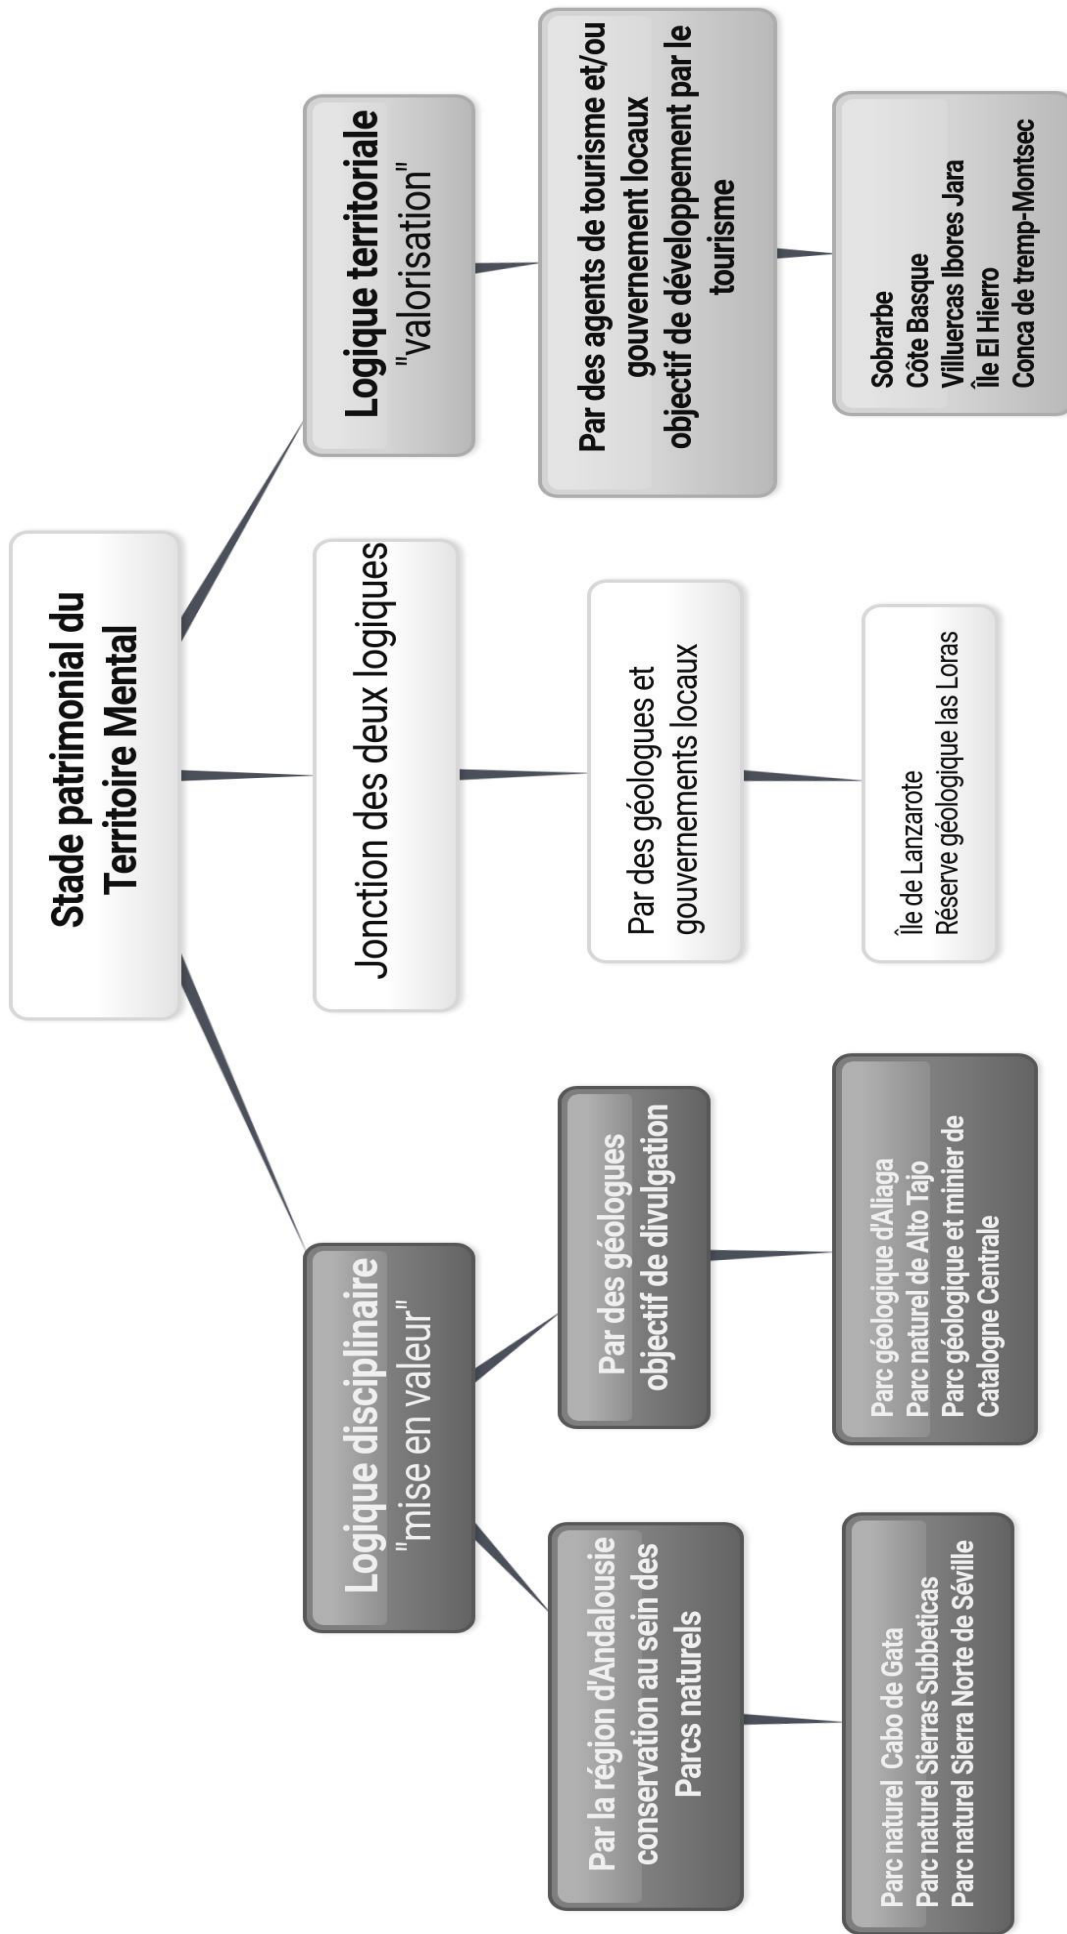 Stade patrimonial du
Territoire Mental
Logique disciplinaire
"mise en valeur"
Jonction des deux logiques
Logique territoriale
"valorisation"
Par la région d'Andalousie
conservation au sein des
Parcs naturels
Par des géologues
objectif de divulgation
Par des géologues et
gouvernements locaux
Par des agents de tourisme et/ou
gouvernement locaux
objectif de développement par le
tourisme
Parc naturel Cabo de Gata
Parc naturel Sierras Subbeticas
Parc naturel Sierra Norte de Séville
Parc géologique d'Aliaga
Parc naturel de Alto Tajo
Parc géologique et minier de
Catalogne Centrale
Île de Lanzarote
Réserve géologique las Loras
Sobrarbe
Côte Basque
Villuercas Ibores Jara
Île El Hierro
Conca de tremp-Montsec